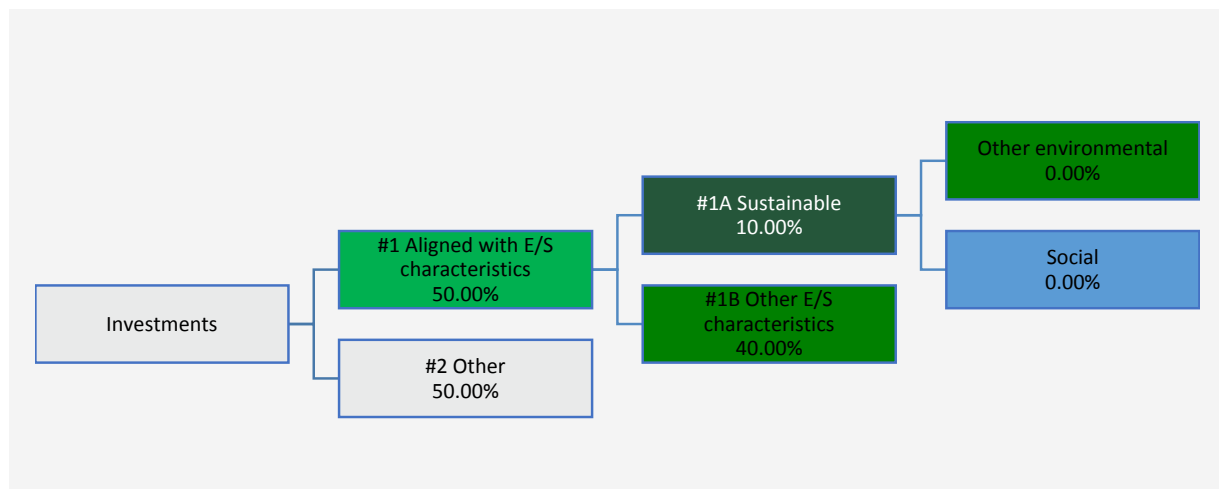 Investments
#1 Aligned with E/S
characteristics
50.00%
#2 Other
50.00%
#1A Sustainable
10.00%
#1B Other E/S
characteristics
40.00%
Other environmental
0.00%
Social
0.00%